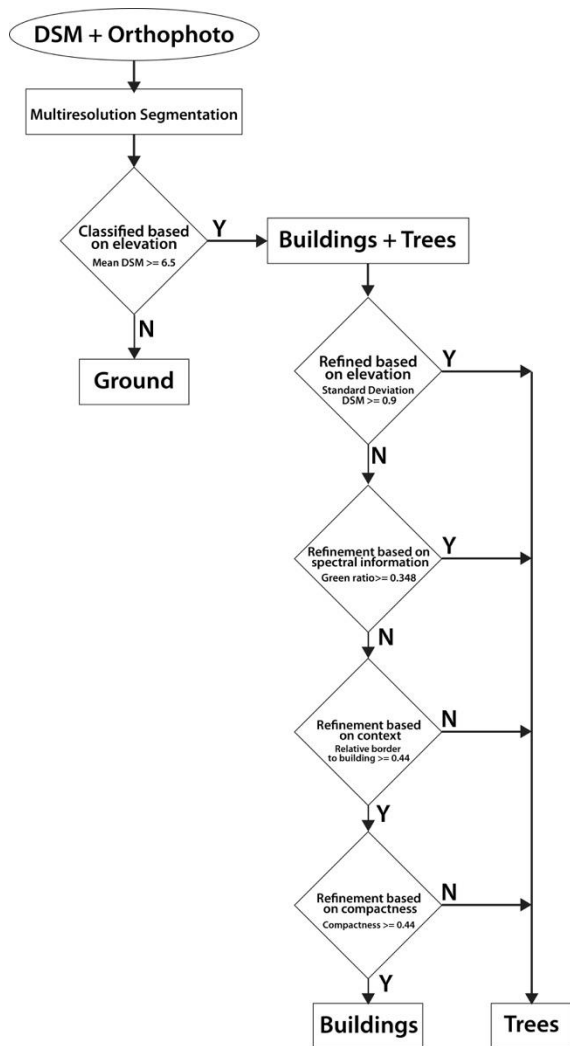 DSM + Orthophoto
Multiresolution Segmentation
Classified based
on elevation
Mean DSM >= 6.5
Y
Buildings + Trees
N
Ground
Refined based
on elevation
Standard Deviation
DSM >= 0.9
Y
N
Refinement based on
spectral information
Green ratio>= 0.348
Y
N
Refinement based
on context
Relative border
to building >= 0.44
N
Y
Refinement based
on compactness
Compactness >= 0.44
N
Y
Buildings
Trees